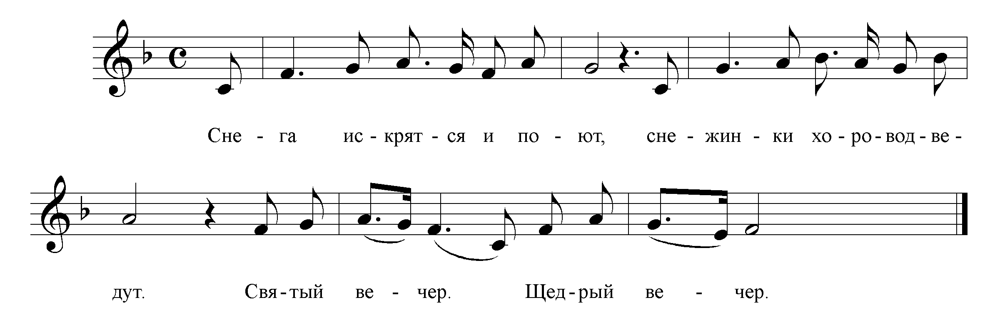 Сне - га ис - крят - ся и по - ют, сне - жин - ки хо - ро - вод - ве -
дут. Свя - тый ве - чер. Щед - рый ве - чер.